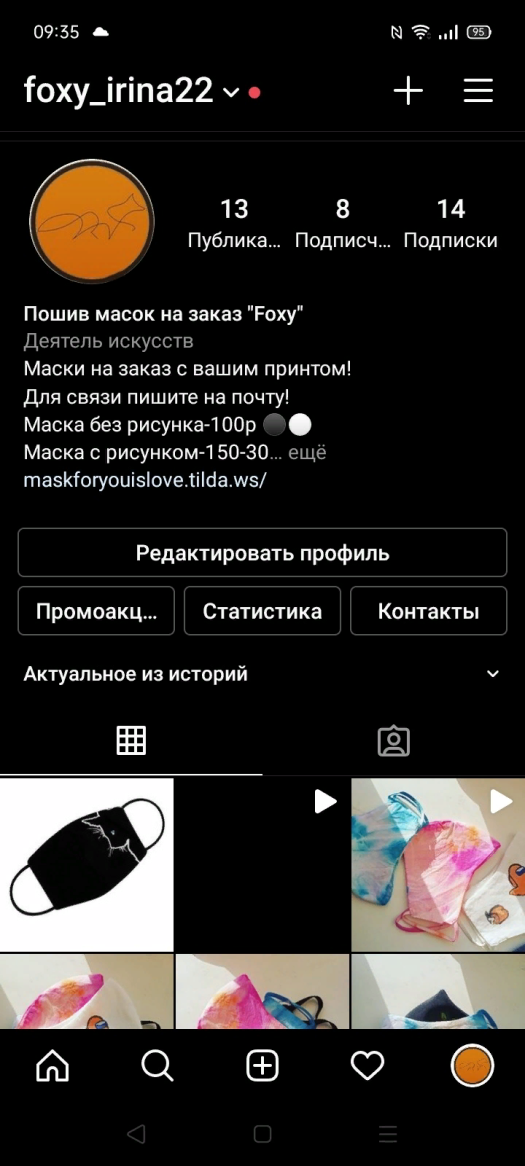 09:35
95
foxy_irina22
13
8
14
Публика...
Подписч...
Подписки
Пошив масок на заказ "Foxy"
Деятель искусств
Маски на заказ с вашим принтом!
Для связи пишите на почту!
Маска без рисунка-100р ⚫⚪
Маска с рисунком-150-30... ещё
maskforyouislove.tilda.ws/
Редактировать профиль
Промоакц...
Статистика
Контакты
Актуальное из историй